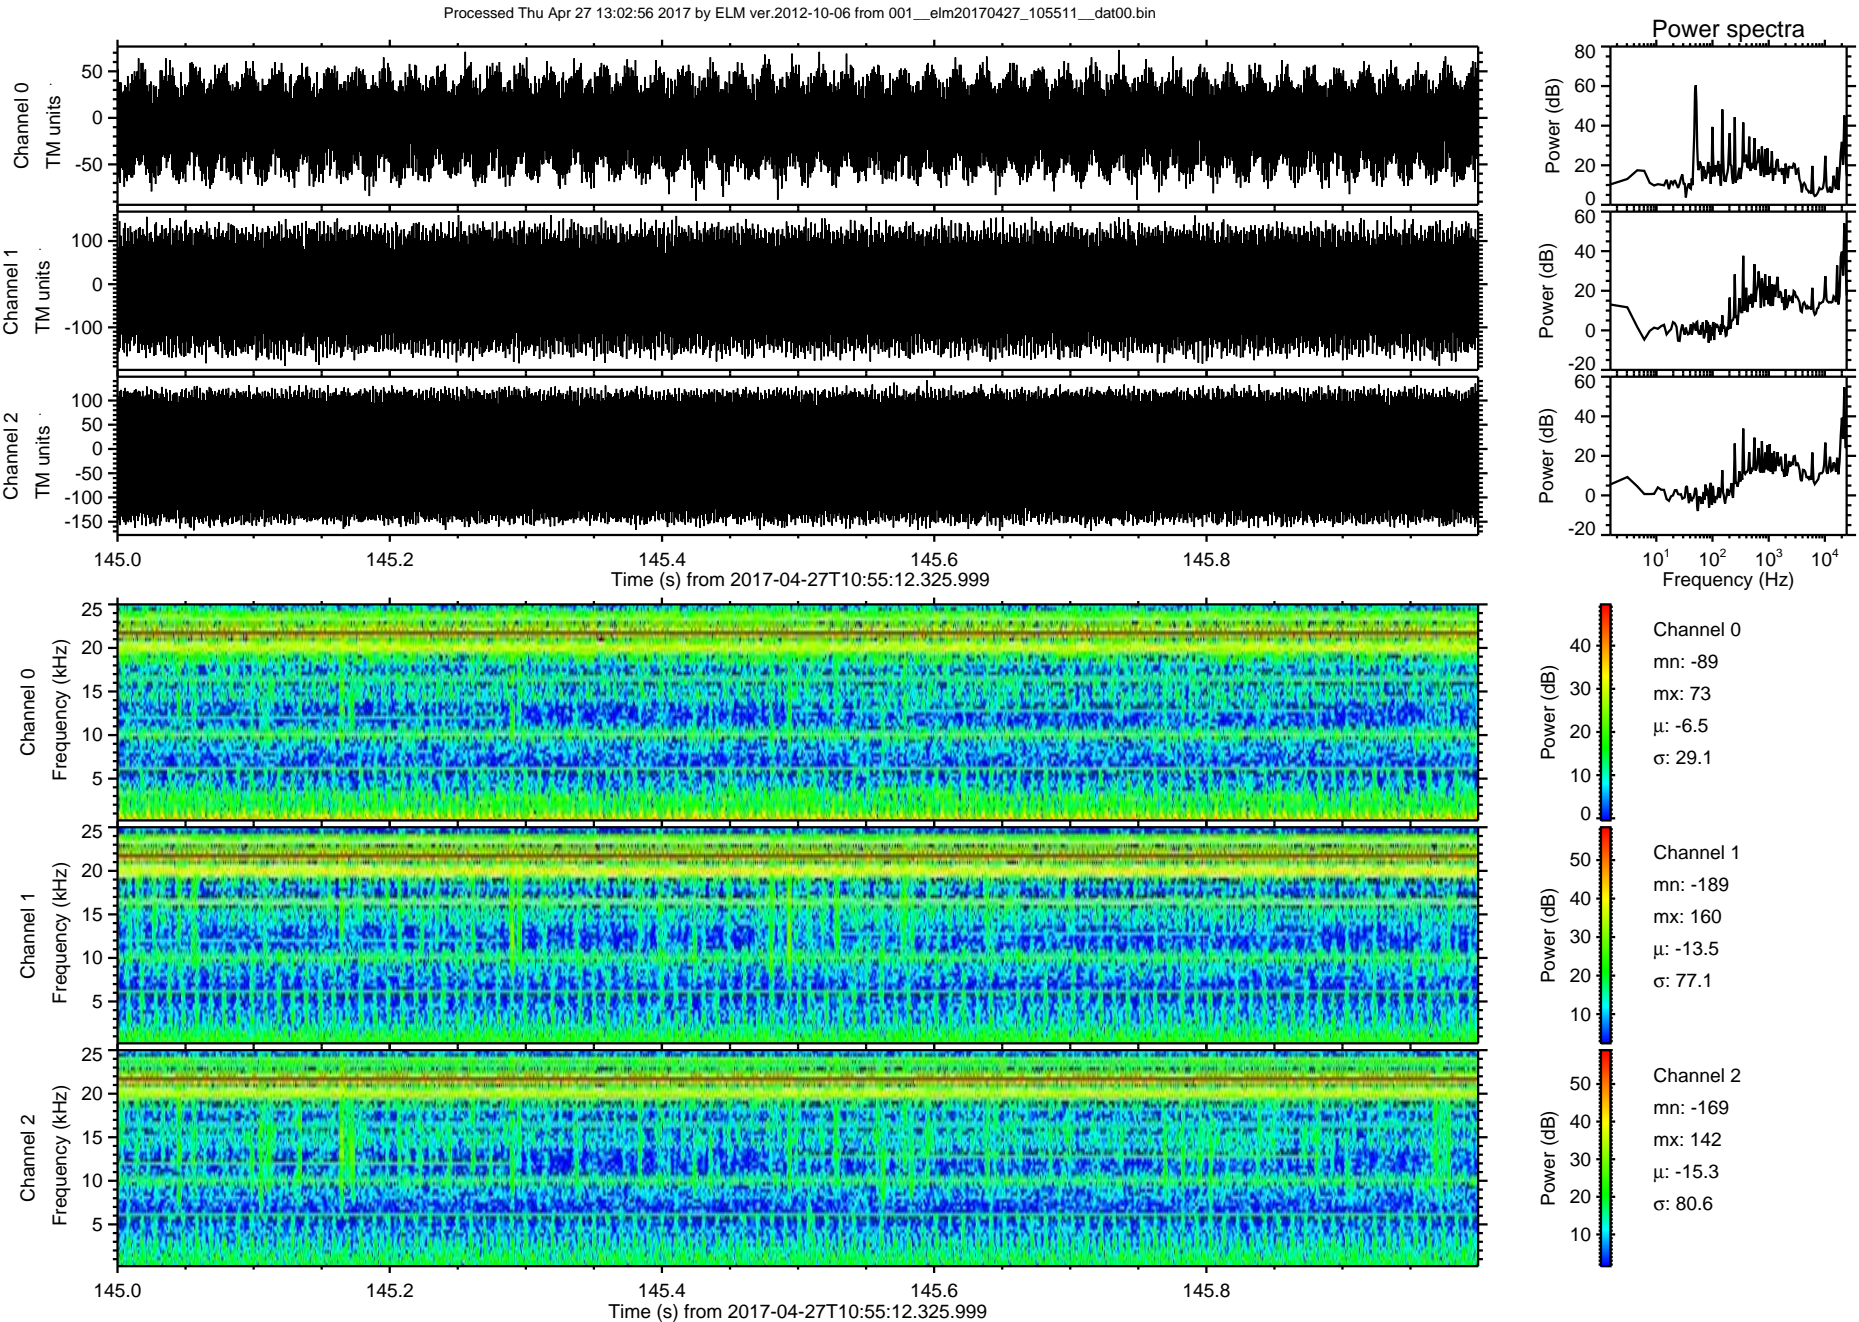 Processed Thu Apr 27 13:02:56 2017 by ELM ver.2012-10-06 from 001__elm20170427_105511__dat00.bin
Power spectra
Channel 0
TM units
50
0
-50
Power (dB)
80
60
40
20
0
Channel 1
TM units
100
0
-100
Power (dB)
60
40
20
0
-20
Channel 2
TM units
100
50
0
-50
-100
-150
Power (dB)
60
40
20
0
-20
145.0 145.2 145.4 145.6 145.8
Time (s) from 2017-04-27T10:55:12.325.999
10^1 10^2 10^3 10^4
Frequency (Hz)
Channel 0
Frequency (kHz)
25
20
15
10
5
Power (dB)
40
30
20
10
0
Channel 0
mn: -89
mx: 73
μ: -6.5
σ: 29.1
Channel 1
Frequency (kHz)
25
20
15
10
5
Power (dB)
50
40
30
20
10
Channel 1
mn: -189
mx: 160
μ: -13.5
σ: 77.1
Channel 2
Frequency (kHz)
25
20
15
10
5
Power (dB)
50
40
30
20
10
Channel 2
mn: -169
mx: 142
μ: -15.3
σ: 80.6
145.0 145.2 145.4 145.6 145.8
Time (s) from 2017-04-27T10:55:12.325.999